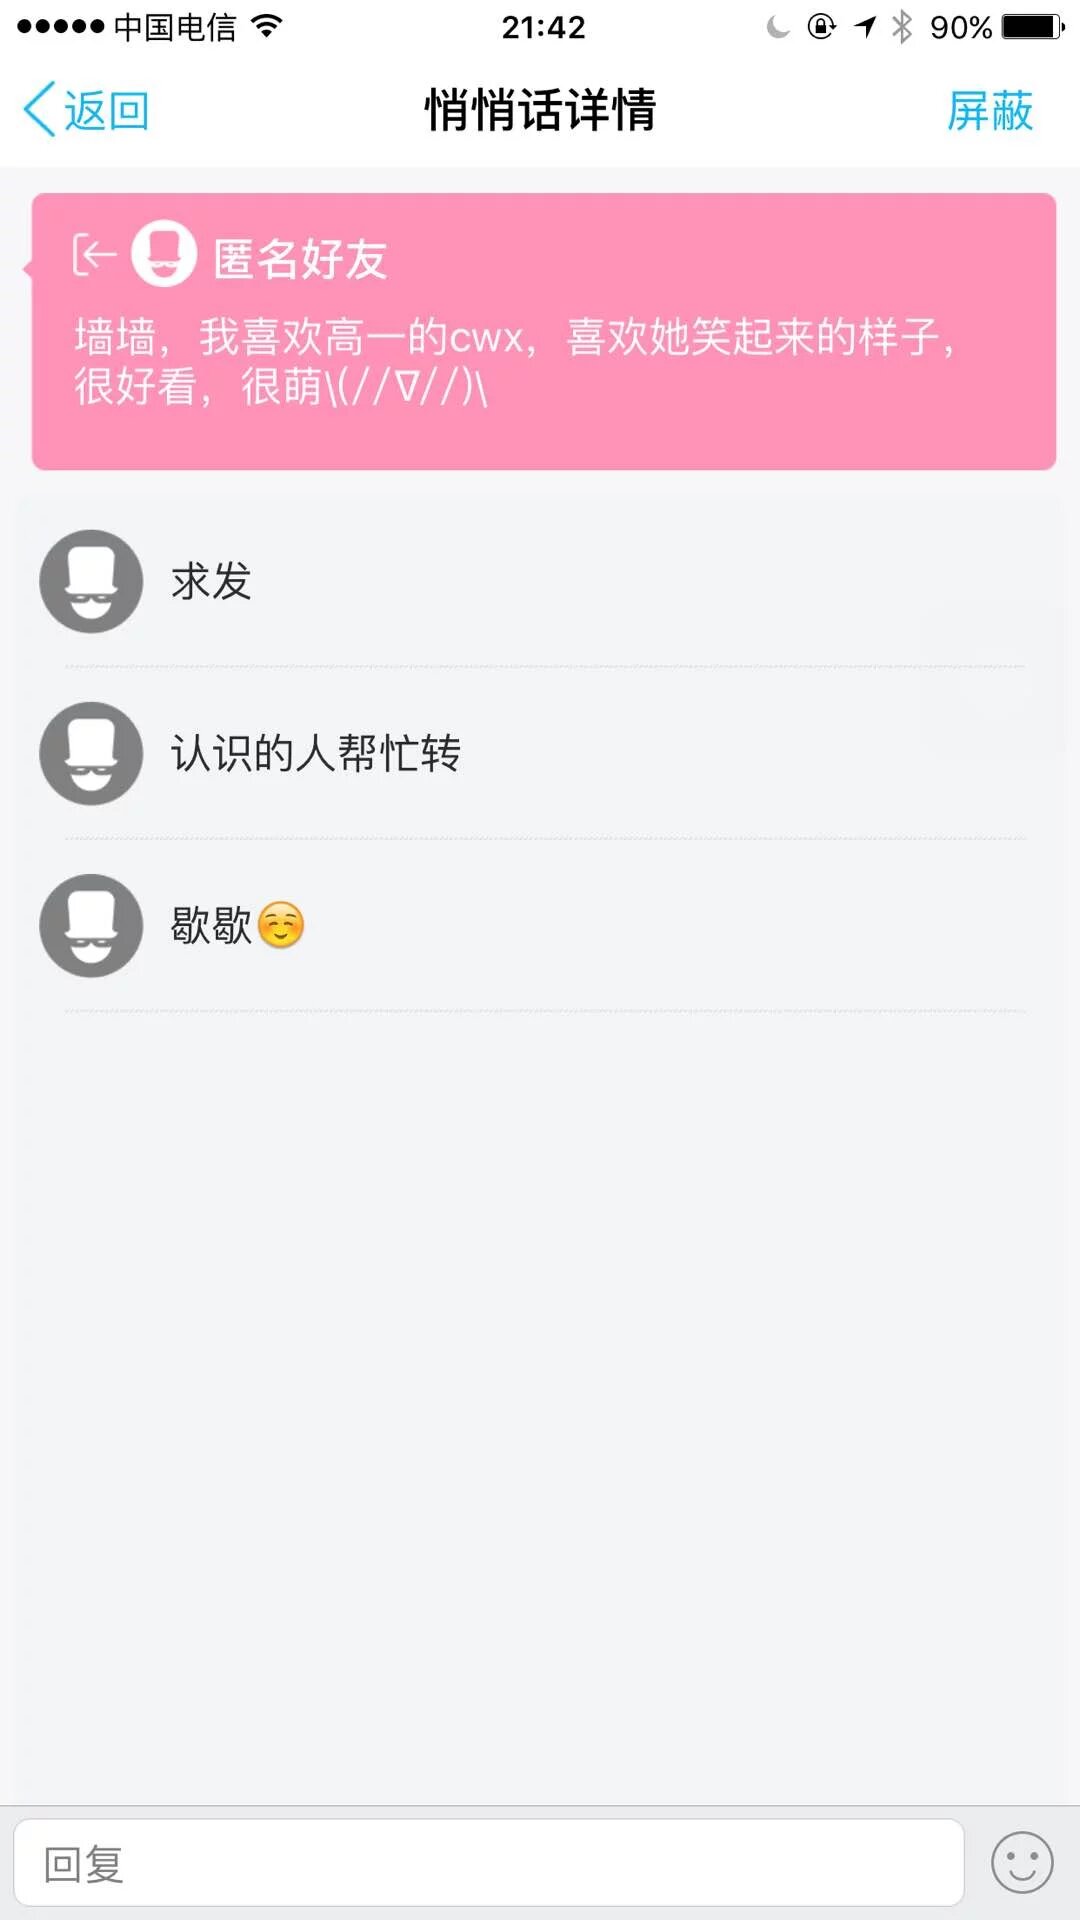 中国电信 21:42 90%
返回 悄悄话详情 屏蔽
匿名好友
墙墙，我喜欢高一的cwx，喜欢她笑起来的样子，
很好看，很萌\(//∇//)\
求发
认识的人帮忙转
歇歇☺️
回复